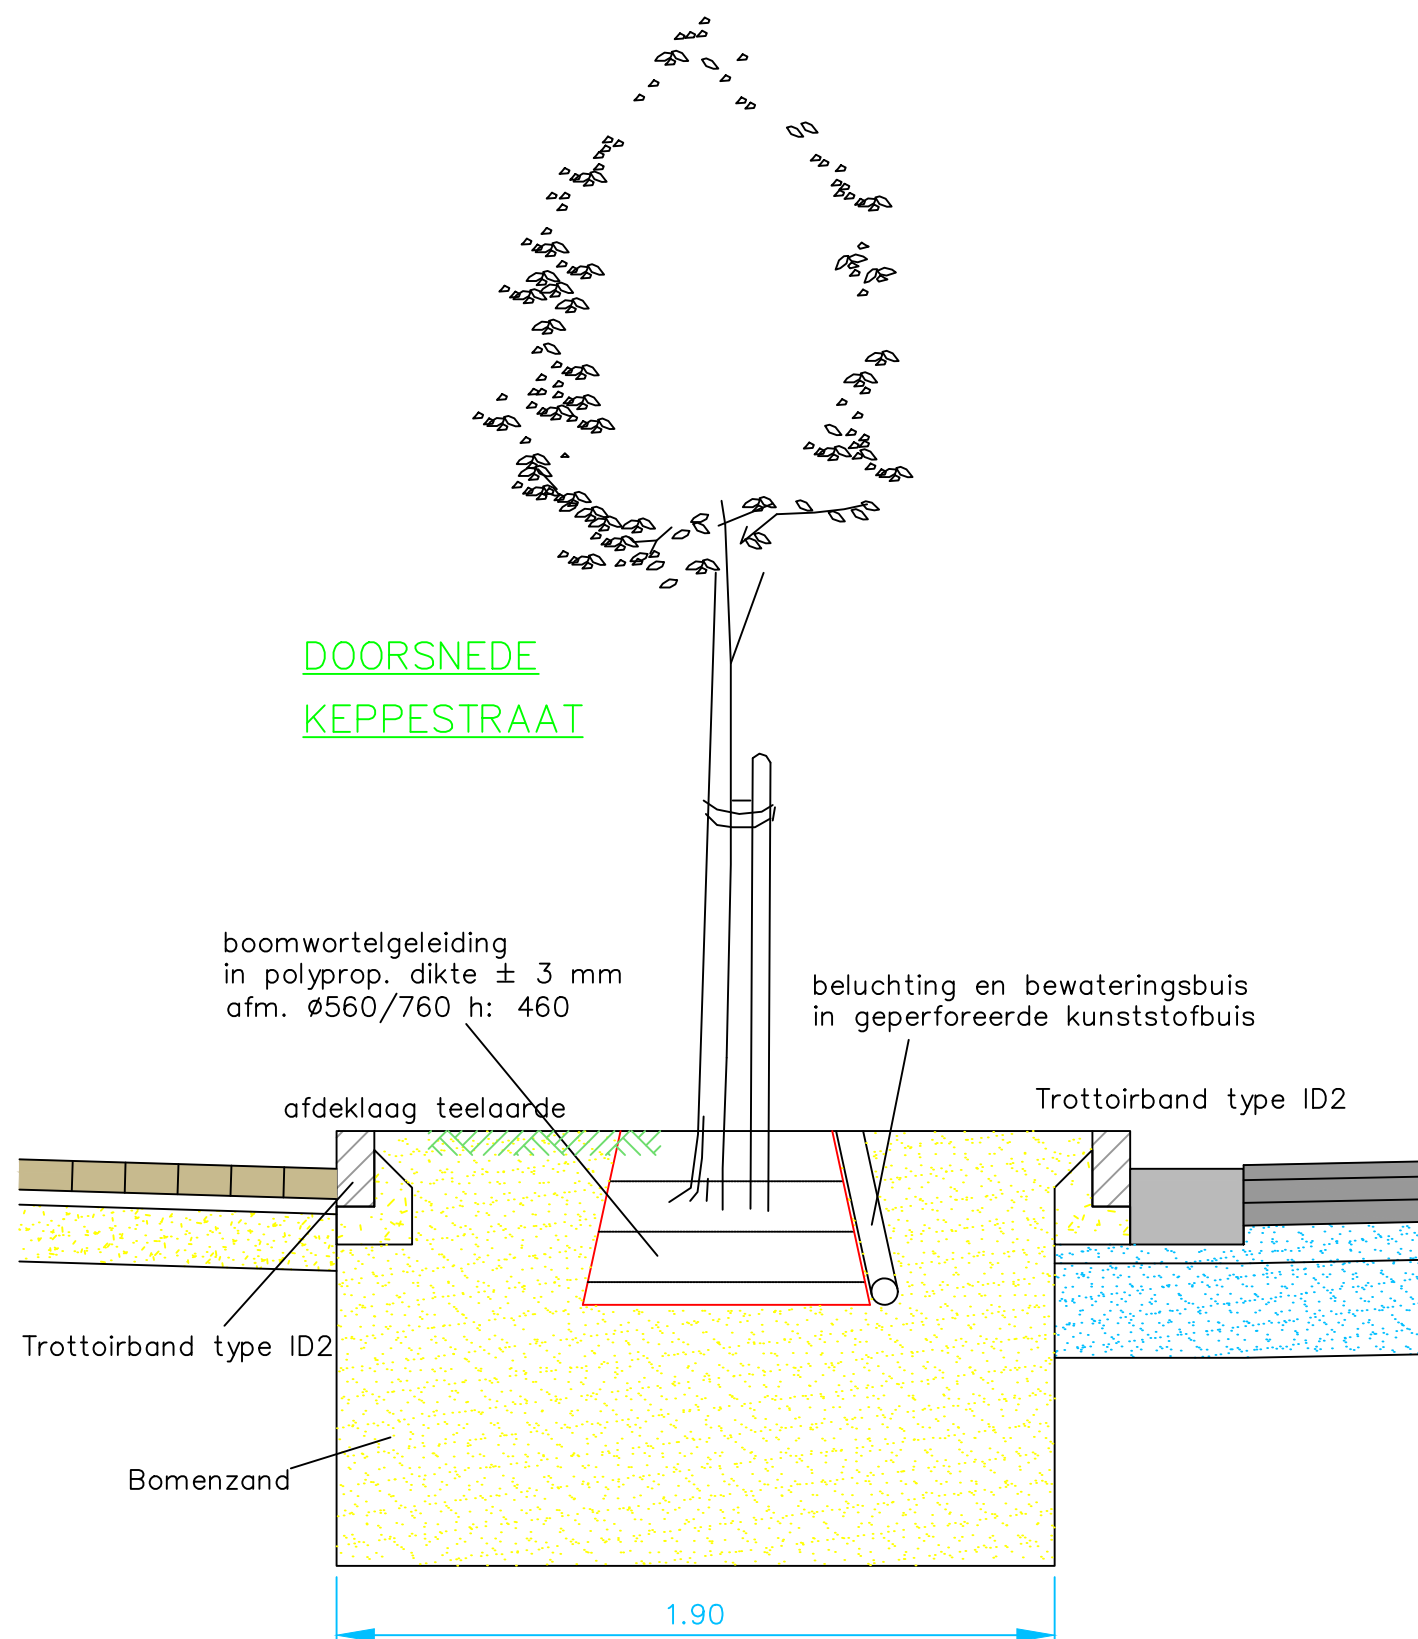 DOORSNEDE
KEPPESTRAAT
boomwortelgeleiding
in polyprop. dikte ± 3 mm
afm. ø560/760 h: 460
beluchting en bewateringsbuis
in geperforeerde kunststofbuis
afdeklaag teelaarde
Trottoirband type ID2
Trottoirband type ID2
Bomenzand
1.90